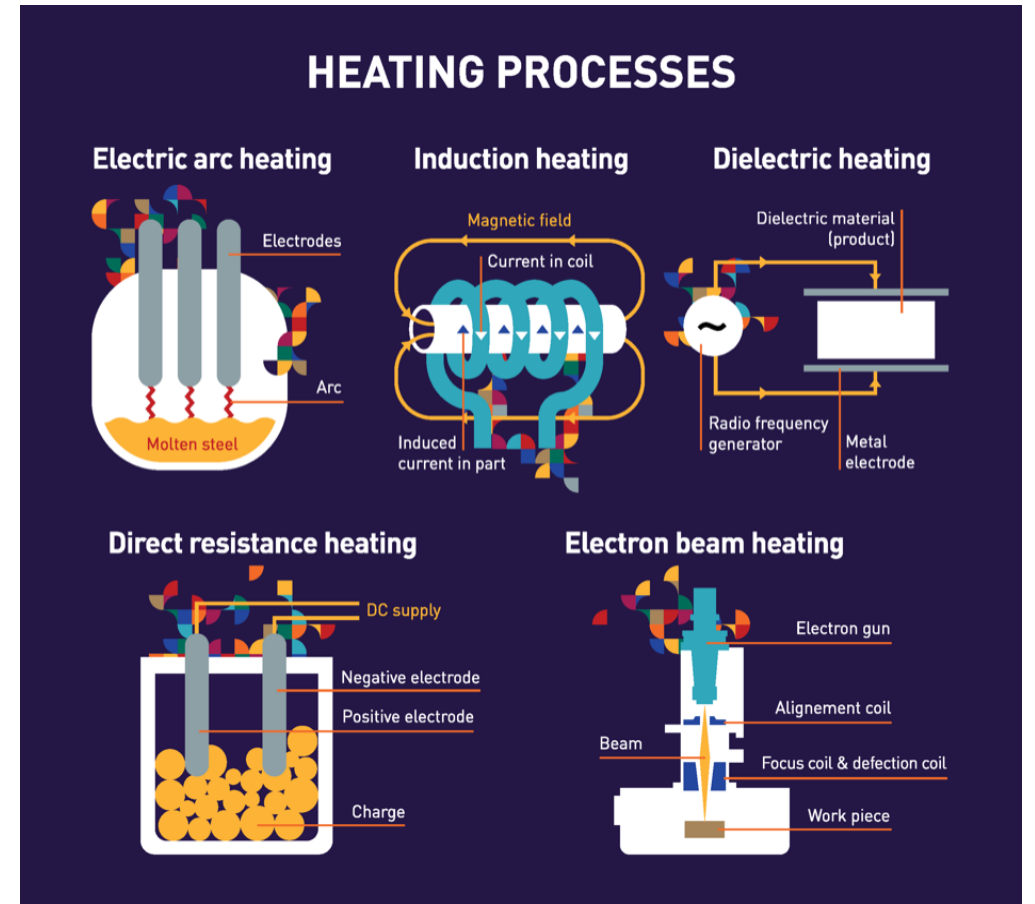 HEATING PROCESSES
Electric arc heating
Electrodes
Arc
Molten steel
Induction heating
Magnetic field
Current in coil
Induced
current in part
Dielectric heating
Dielectric material
(product)
Radio frequency
generator
Metal
electrode
Direct resistance heating
DC supply
Negative electrode
Positive electrode
Charge
Electron beam heating
Electron gun
Alignement coil
Beam
Focus coil & defection coil
Work piece